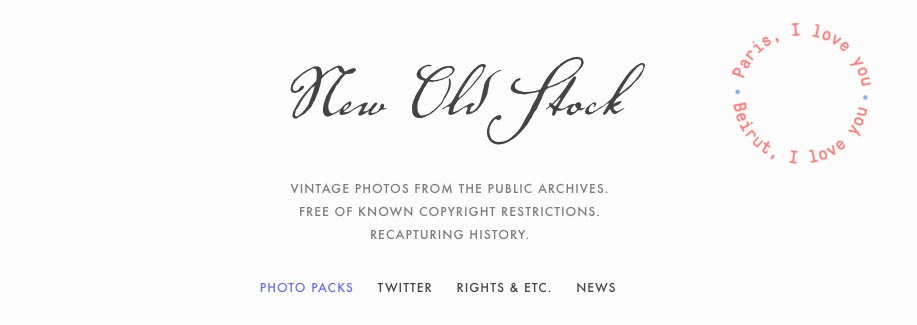 New Old Stock
Paris, I love you
Beirut, I love you
VINTAGE PHOTOS FROM THE PUBLIC ARCHIVES.
FREE OF KNOWN COPYRIGHT RESTRICTIONS.
RECAPTURING HISTORY.
PHOTO PACKS TWITTER RIGHTS & ETC. NEWS